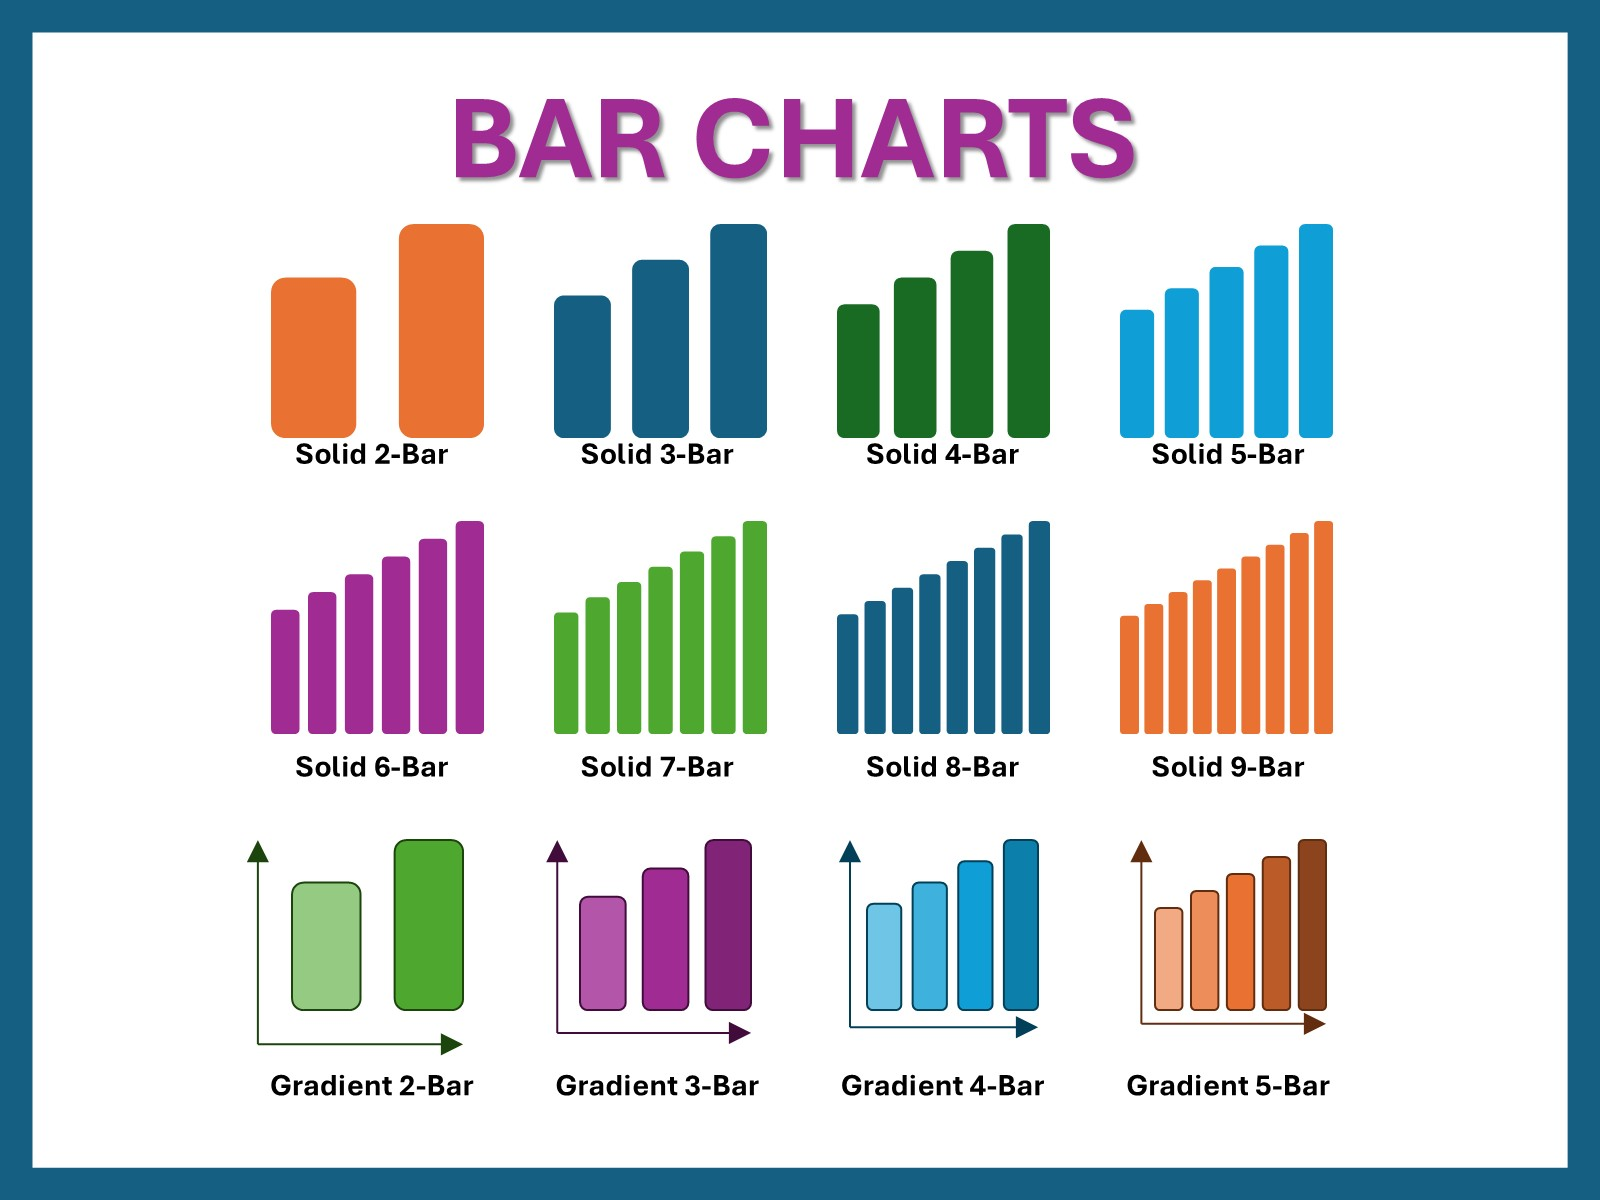 BAR CHARTS
Solid 2-Bar
Solid 3-Bar
Solid 4-Bar
Solid 5-Bar
Solid 6-Bar
Solid 7-Bar
Solid 8-Bar
Solid 9-Bar
Gradient 2-Bar
Gradient 3-Bar
Gradient 4-Bar
Gradient 5-Bar